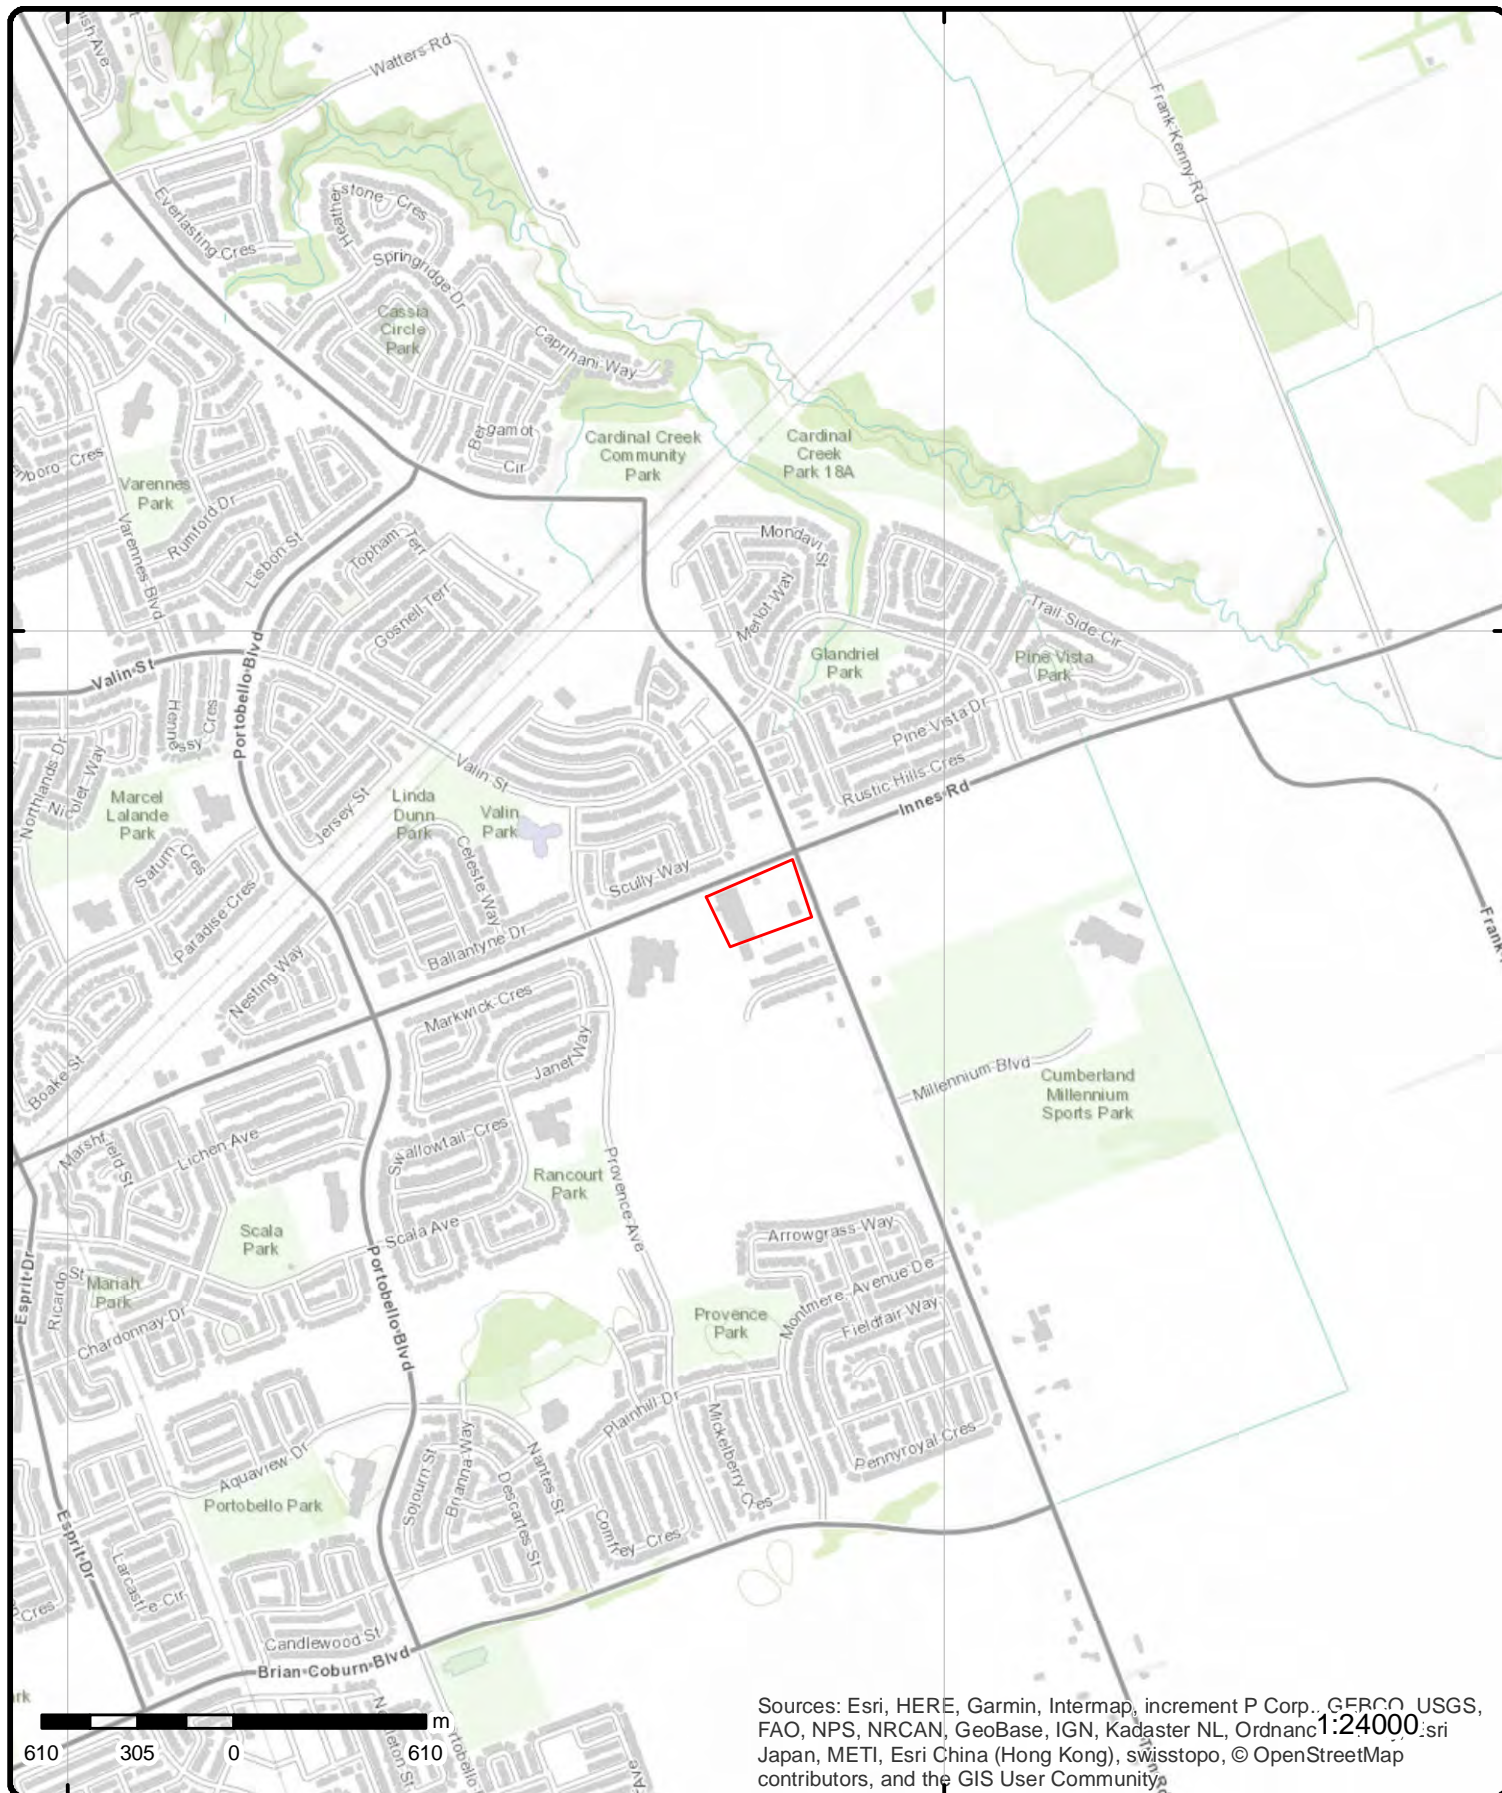 Watters Rd
Frank-Kenny-Rd
Everlasting-Cres
Heather
stone Cres
Springridge Dr
Cassia
Circle
Park
Caprihani-Way
Bergamot
Cir
Cardinal Creek
Community
Park
Cardinal
Creek
Park 18A
Varennes
Park
Rumford Dr
Varennes-Blvd
Lisbon St
Topham
Terr
Gosnell Terr
Mondavi St
Merlot Way
Trail Side Cir
Glandriel
Park
Pine Vista
Park
Valin-St
Portobello-Blvd
Hennessy Cres
Pine-Vista-Dr
Rustic-Hills-Cres
Innes-Rd
Northlands-Dr
Nicolet-Way
Marcel
Lalande
Park
Jersey St
Linda
Dunn
Park
Valin St
Valin
Park
Celeste-Way
Scully-Way
Saturn Cres
Paradise-Cres
Ballantyne Dr
Nesting Way
Markwick-Cres
Janef Way
Boake St
Millennium-Blvd
Cumberland
Millennium
Sports Park
Marshfield St
Lichen Ave
Swallowtail-Cres
Rancourt
Park
Provence-Ave
Scala
Park
Scala Ave
Arrowgrass-Way
Montmere-Avenue-De
Fieldfair-Way
Esprit-Dr
Ricardo St
Mariah
Park
Chardonnay-Dr
Portobello-Blvd
Provence
Park
Plainhill-Dr
Mickelberry-Cres
Pennyroyal-Cres
Aquaview-Dr
Portobello Park
Sojourn St
Brianna-Way
Nantes-St
Descartes-St
Comfrey-Cres
Esprit-Dr
Larcastle-Cir
Candlewood St
Brian-Coburn-Blvd
m
610 305 0 610
Sources: Esri, HERE, Garmin, Intermap, increment P Corp., GEBCO, USGS,
FAO, NPS, NRCAN, GeoBase, IGN, Kadaster NL, Ordnanc
1:24000
Japan, METI, Esri China (Hong Kong), swisstopo, © OpenStreetMap
contributors, and the GIS User Community